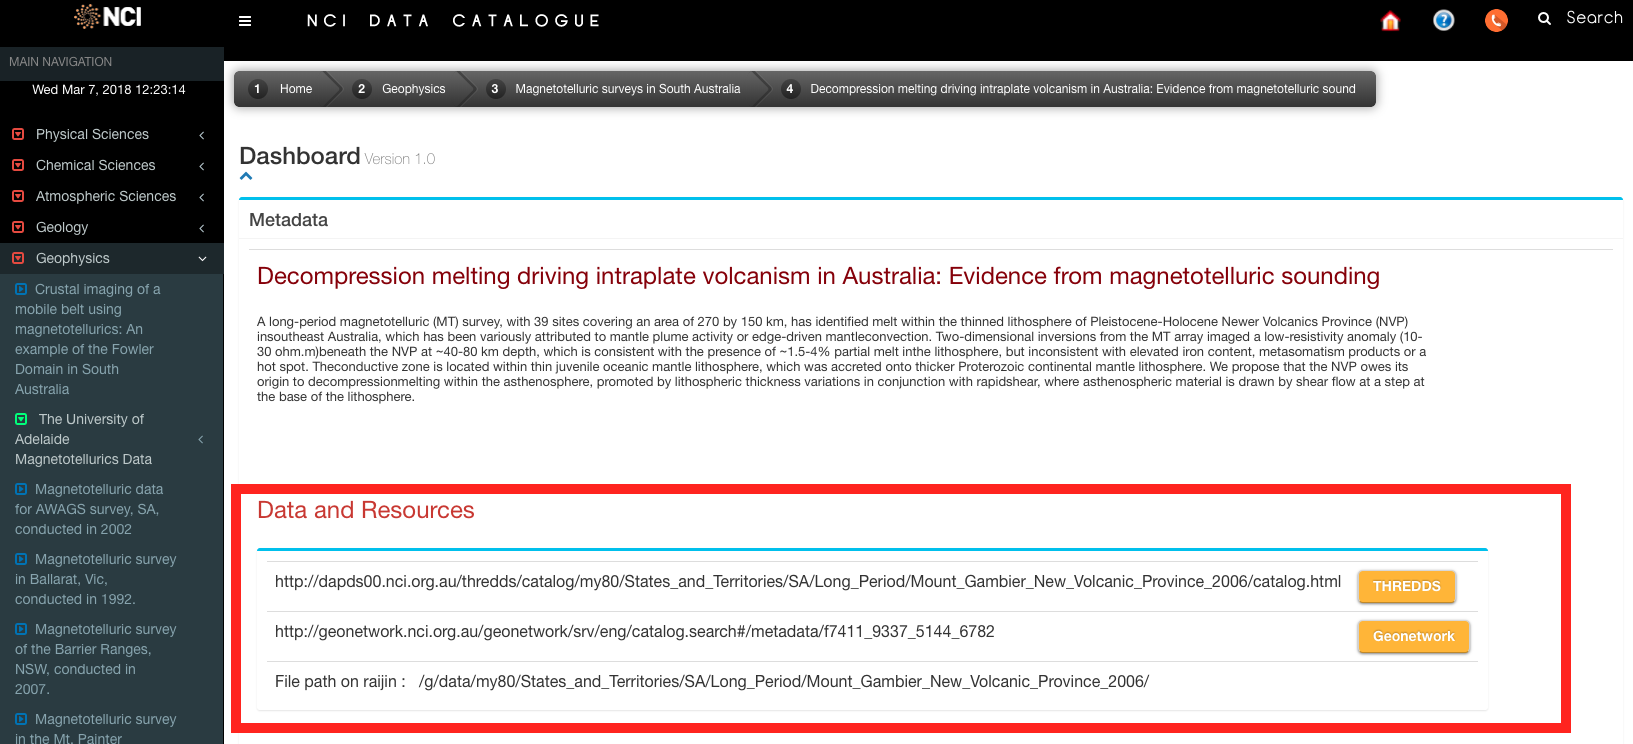 NCI
NCI DATA CATALOGUE
Search
MAIN NAVIGATION
Wed Mar 7, 2018 12:23:14
Physical Sciences
Chemical Sciences
Atmospheric Sciences
Geology
Geophysics
Crustal imaging of a
mobile belt using
magnetotellurics: An
example of the Fowler
Domain in South
Australia
The University of
Adelaide
Magnetotellurics Data
Magnetotelluric data
for AWAGS survey, SA,
conducted in 2002
Magnetotelluric survey
in Ballarat, Vic,
conducted in 1992.
Magnetotelluric survey
of the Barrier Ranges,
NSW, conducted in
2007.
Magnetotelluric survey
in the Mt. Painter
1 Home 2 Geophysics 3 Magnetotelluric surveys in South Australia 4 Decompression melting driving intraplate volcanism in Australia: Evidence from magnetotelluric sound
Dashboard Version 1.0
Metadata
Decompression melting driving intraplate volcanism in Australia: Evidence from magnetotelluric sounding
A long-period magnetotelluric (MT) survey, with 39 sites covering an area of 270 by 150 km, has identified melt within the thinned lithosphere of Pleistocene-Holocene Newer Volcanics Province (NVP)
insoutheast Australia, which has been variously attributed to mantle plume activity or edge-driven mantleconvection. Two-dimensional inversions from the MT array imaged a low-resistivity anomaly (10-
30 ohm.m)beneath the NVP at ~40-80 km depth, which is consistent with the presence of ~1.5-4% partial melt inthe lithosphere, but inconsistent with elevated iron content, metasomatism products or a
hot spot. Theconductive zone is located within thin juvenile oceanic mantle lithosphere, which was accreted onto thicker Proterozoic continental mantle lithosphere. We propose that the NVP owes its
origin to decompressionmelting within the asthenosphere, promoted by lithospheric thickness variations in conjunction with rapidshear, where asthenospheric material is drawn by shear flow at a step at
the base of the lithosphere.
Data and Resources
http://dapds00.nci.org.au/thredds/catalog/my80/States_and_Territories/SA/Long_Period/Mount_Gambier_New_Volcanic_Province_2006/catalog.html THREDDS
http://geonetwork.nci.org.au/geonetwork/srv/eng/catalog.search#/metadata/f7411_9337_5144_6782 Geonetwork
File path on raijin : /g/data/my80/States_and_Territories/SA/Long_Period/Mount_Gambier_New_Volcanic_Province_2006/